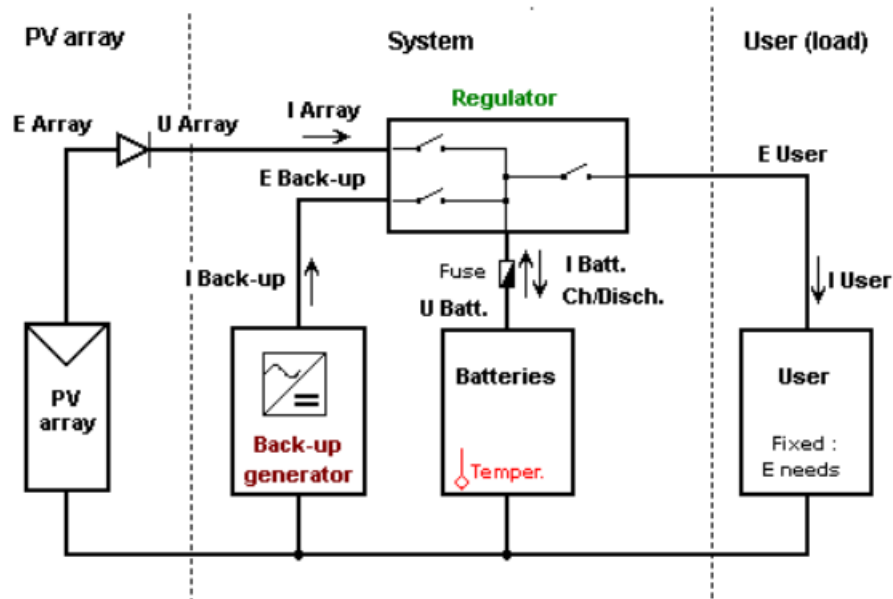 PV array
System
User (load)
Regulator
E Array
U Array
I Array
E User
E Back-up
I Back-up
Fuse
I Batt.
Ch/Disch.
U Batt.
I User
PV
array
Back-up
generator
Batteries
Temper.
User
Fixed :
E needs